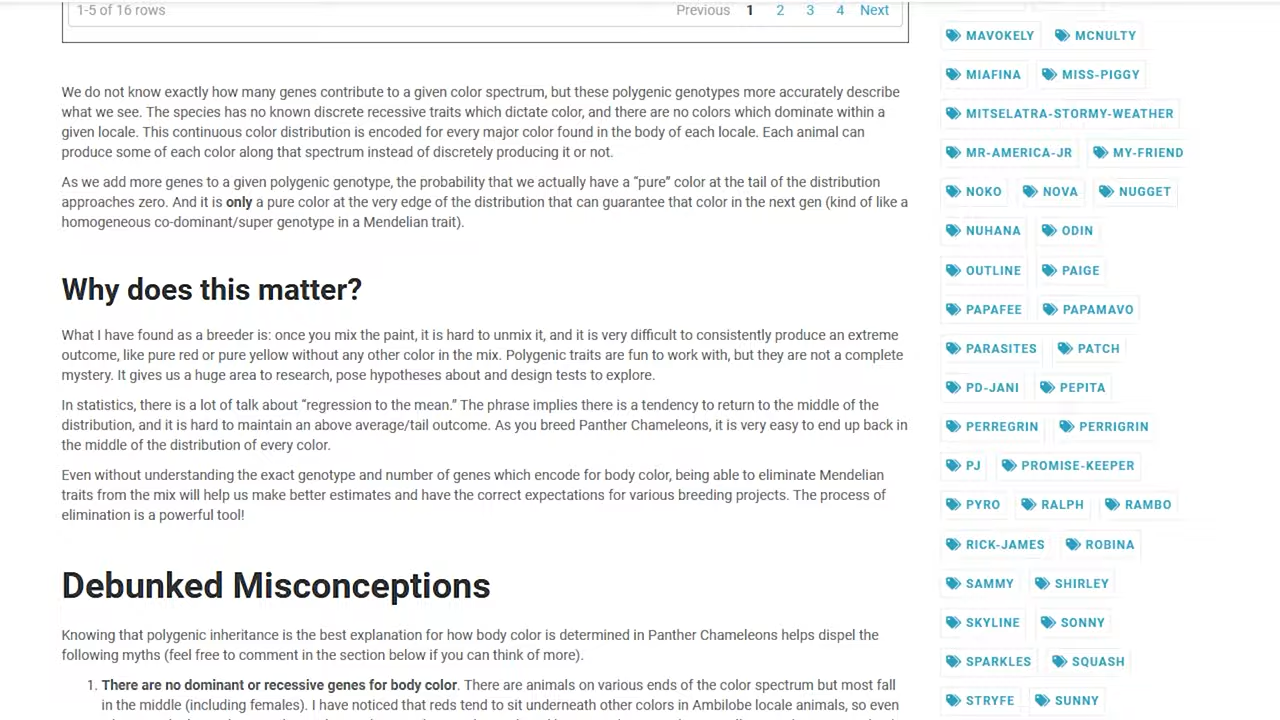 1-5 of 16 rows
Previous 1 2 3 4 Next
We do not know exactly how many genes contribute to a given color spectrum, but these polygenic genotypes more accurately describe
what we see. The species has no known discrete recessive traits which dictate color, and there are no colors which dominate within a
given locale. This continuous color distribution is encoded for every major color found in the body of each locale. Each animal can
produce some of each color along that spectrum instead of discretely producing it or not.
As we add more genes to a given polygenic genotype, the probability that we actually have a “pure” color at the tail of the distribution
approaches zero. And it is only a pure color at the very edge of the distribution that can guarantee that color in the next gen (kind of like a
homogeneous co-dominant/super genotype in a Mendelian trait).
Why does this matter?
What I have found as a breeder is: once you mix the paint, it is hard to unmix it, and it is very difficult to consistently produce an extreme
outcome, like pure red or pure yellow without any other color in the mix. Polygenic traits are fun to work with, but they are not a complete
mystery. It gives us a huge area to research, pose hypotheses about and design tests to explore.
In statistics, there is a lot of talk about “regression to the mean.” The phrase implies there is a tendency to return to the middle of the
distribution, and it is hard to maintain an above average/tail outcome. As you breed Panther Chameleons, it is very easy to end up back in
the middle of the distribution of every color.
Even without understanding the exact genotype and number of genes which encode for body color, being able to eliminate Mendelian
traits from the mix will help us make better estimates and have the correct expectations for various breeding projects. The process of
elimination is a powerful tool!
Debunked Misconceptions
Knowing that polygenic inheritance is the best explanation for how body color is determined in Panther Chameleons helps dispel the
following myths (feel free to comment in the section below if you can think of more).
1. There are no dominant or recessive genes for body color. There are animals on various ends of the color spectrum but most fall
in the middle (including females). I have noticed that reds tend to sit underneath other colors in Ambilobe locale animals, so even
MAVOKELY MCNULTY
MIAFINA MISS-PIGGY
MITSELATRA-STORMY-WEATHER
MR-AMERICA-JR MY-FRIEND
NOKO NOVA NUGGET
NUHANA ODIN
OUTLINE PAIGE
PAPAFEE PAPAMAVO
PARASITES PATCH
PD-JANI PEPITA
PERREGRIN PERRIGRIN
PJ PROMISE-KEEPER
PYRO RALPH RAMBO
RICK-JAMES ROBINA
SAMMY SHIRLEY
SKYLINE SONNY
SPARKLES SQUASH
STRYFE SUNNY